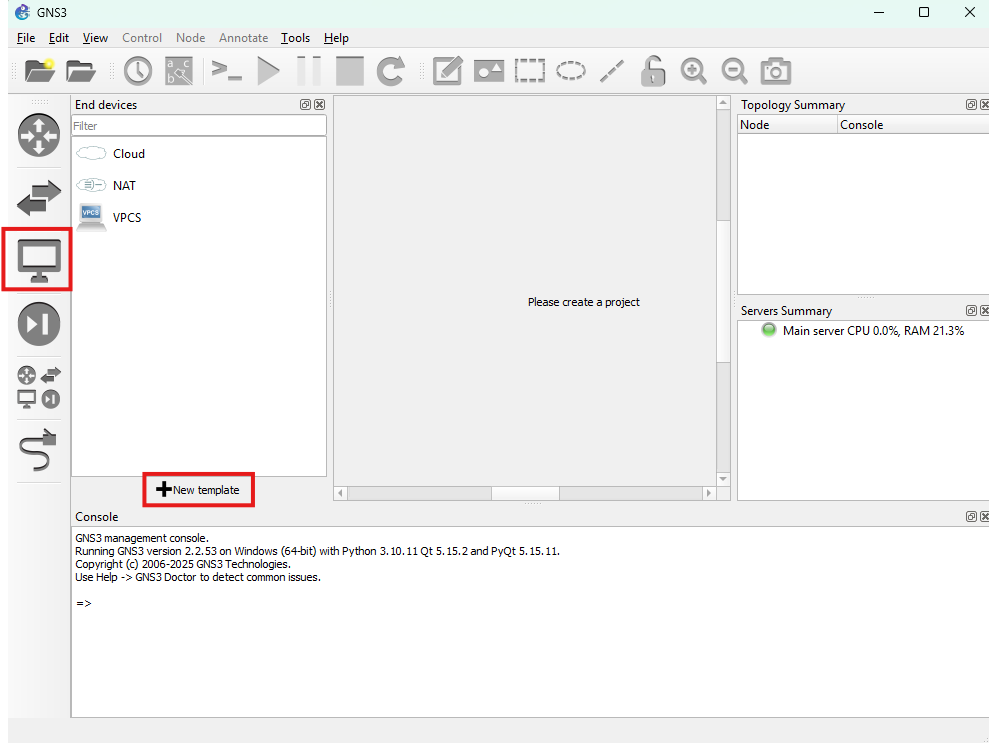 GNS3
File Edit View Control Node Annotate Tools Help
End devices
Filter
Cloud
NAT
VPCS
VPCS
New template
Please create a project
Topology Summary
Node Console
Servers Summary
Main server CPU 0.0%, RAM 21.3%
Console
GNS3 management console.
Running GNS3 version 2.2.53 on Windows (64-bit) with Python 3.10.11 Qt 5.15.2 and PyQt 5.15.11.
Copyright (c) 2006-2025 GNS3 Technologies.
Use Help -> GNS3 Doctor to detect common issues.
=>